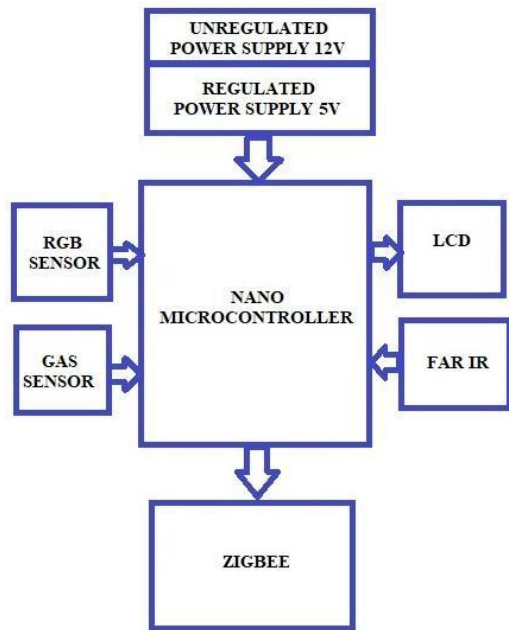 UNREGULATED
POWER SUPPLY 12V
REGULATED
POWER SUPPLY 5V
RGB
SENSOR
NANO
MICROCONTROLLER
LCD
GAS
SENSOR
FAR IR
ZIGBEE